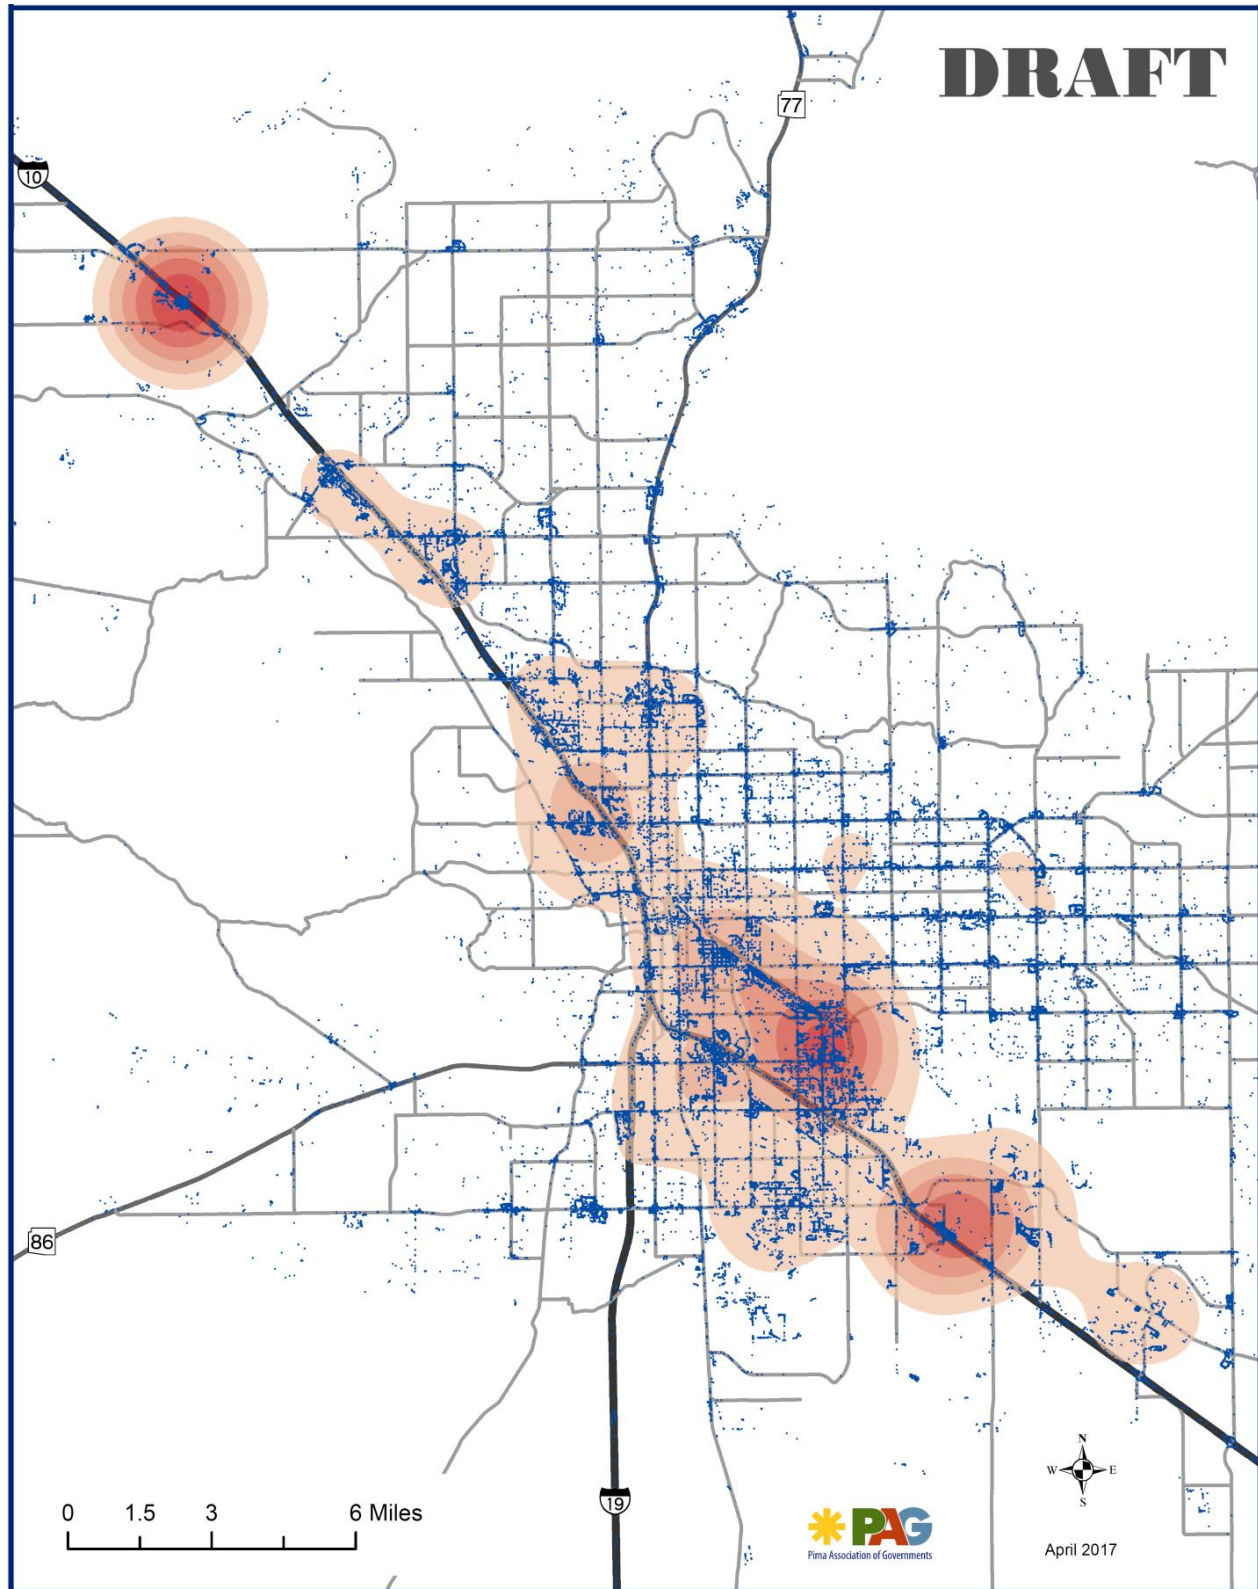 DRAFT
77
10
86
19
0 1.5 3 6 Miles
PAG
Pima Association of Governments
N
W E
S
April 2017